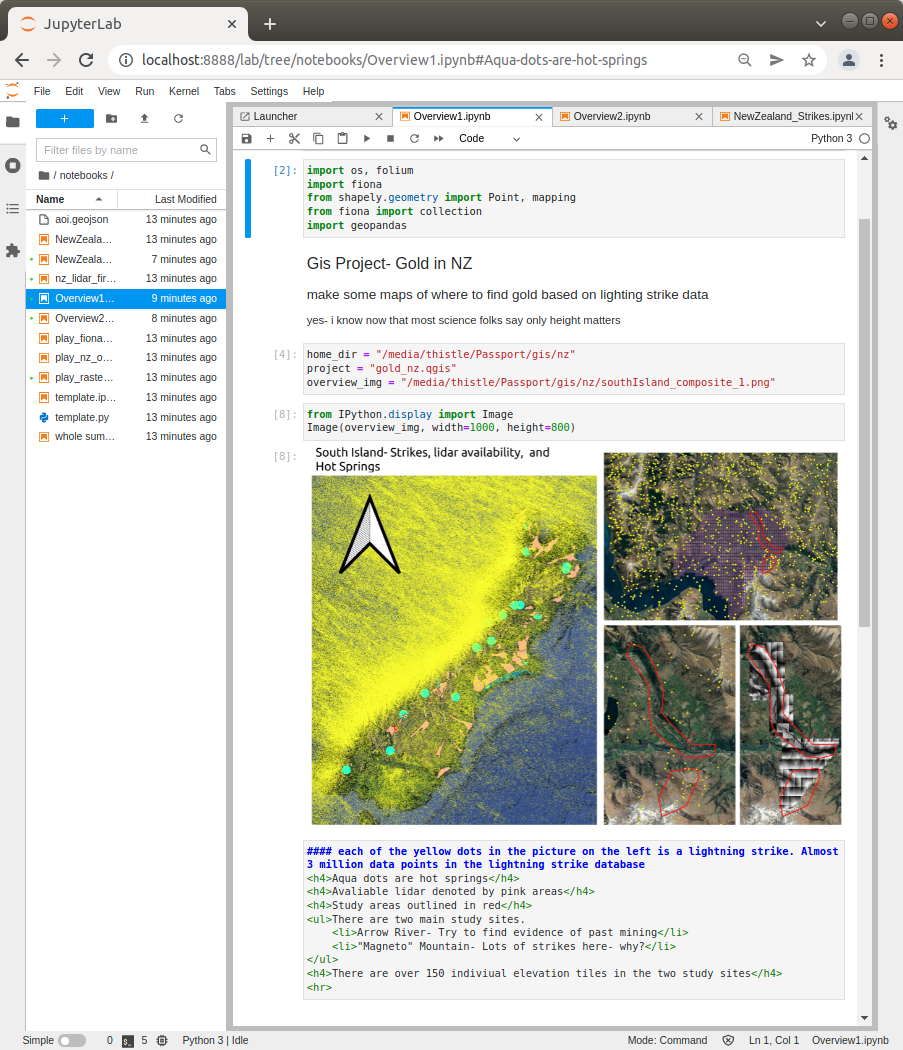 JupyterLab
localhost:8888/lab/tree/notebooks/Overview1.ipynb#Aqua-dots-are-hot-springs
File Edit View Run Kernel Tabs Settings Help
Filter files by name
/ notebooks /
Name Last Modified
aoi.geojson 13 minutes ago
NewZeala... 13 minutes ago
NewZeala... 7 minutes ago
nz_lidar_fir... 13 minutes ago
Overview1... 9 minutes ago
Overview2... 8 minutes ago
play_fiona... 13 minutes ago
play_nz_o... 13 minutes ago
play_raste... 13 minutes ago
template.ip... 13 minutes ago
template.py 13 minutes ago
whole sum... 13 minutes ago
Launcher Overview1.ipynb Overview2.ipynb NewZealand_Strikes.ipynl
Code Python 3
[2]: import os, folium
import fiona
from shapely.geometry import Point, mapping
from fiona import collection
import geopandas
Gis Project- Gold in NZ
make some maps of where to find gold based on lighting strike data
yes- i know now that most science folks say only height matters
[4]: home_dir = "/media/thistle/Passport/gis/nz"
project = "gold_nz.qgis"
overview_img = "/media/thistle/Passport/gis/nz/southIsland_composite_1.png"
[8]: from IPython.display import Image
Image(overview_img, width=1000, height=800)
[8]: South Island- Strikes, lidar availability, and
Hot Springs
#### each of the yellow dots in the picture on the left is a lightning strike. Almost
3 million data points in the lightning strike database
<h4>Aqua dots are hot springs</h4>
<h4>Avaliable lidar denoted by pink areas</h4>
<h4>Study areas outlined in red</h4>
<ul>There are two main study sites.
<li>Arrow River- Try to find evidence of past mining</li>
<li>"Magneto" Mountain- Lots of strikes here- why?</li>
</ul>
<h4>There are over 150 indiviual elevation tiles in the two study sites</h4>
<hr>
Simple 0 5 Python 3 | Idle Mode: Command Ln 1, Col 1 Overview1.ipynb